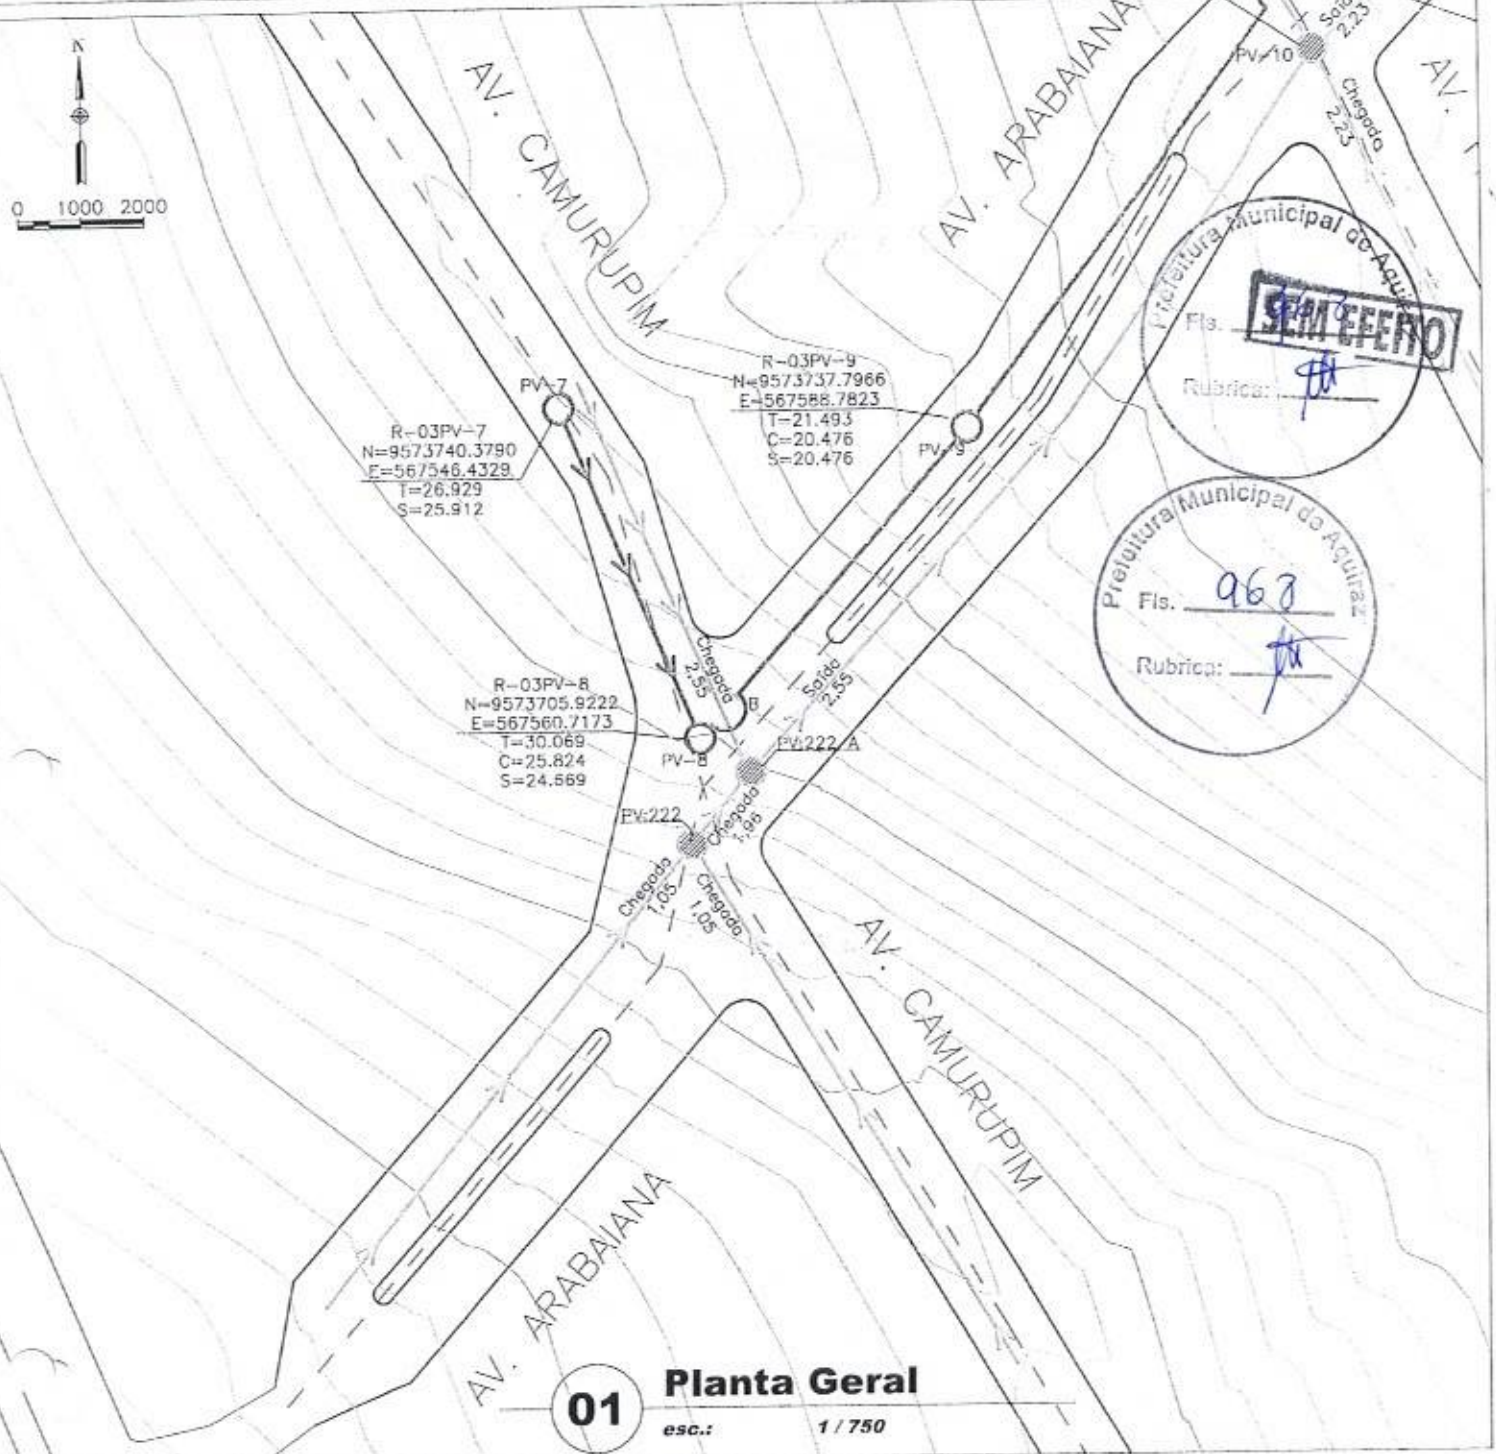 N
0 1000 2000
AV. CAMURUPIM
AV. ARABAIANA
Saída
2.23
PV-10
Chegada
2.23
AV.
Prefeitura Municipal de Aquiraz
Fls.
SEM EFEITO
Rubrica:
PV-7
R-03PV-7
N=9573740.3790
E=567546.4329
T=26.929
S=25.912
R-03PV-9
N=9573737.7966
E=567588.7823
T=21.493
C=20.476
S=20.476
PV-9
Prefeitura Municipal de Aquiraz
Fls. 968
Rubrica:
R-03PV-8
N=9573705.9222
E=567560.7173
T=30.069
C=25.824
S=24.569
PV-8
Chegada
2,55
B
Saída
2,55
PV:222 A
PV:222
Chegada
1,96
Chegada
1,05
Chegada
1,05
AV. CAMURUPIM
AV. ARABAIANA
01
Planta Geral
esc.: 1 / 750